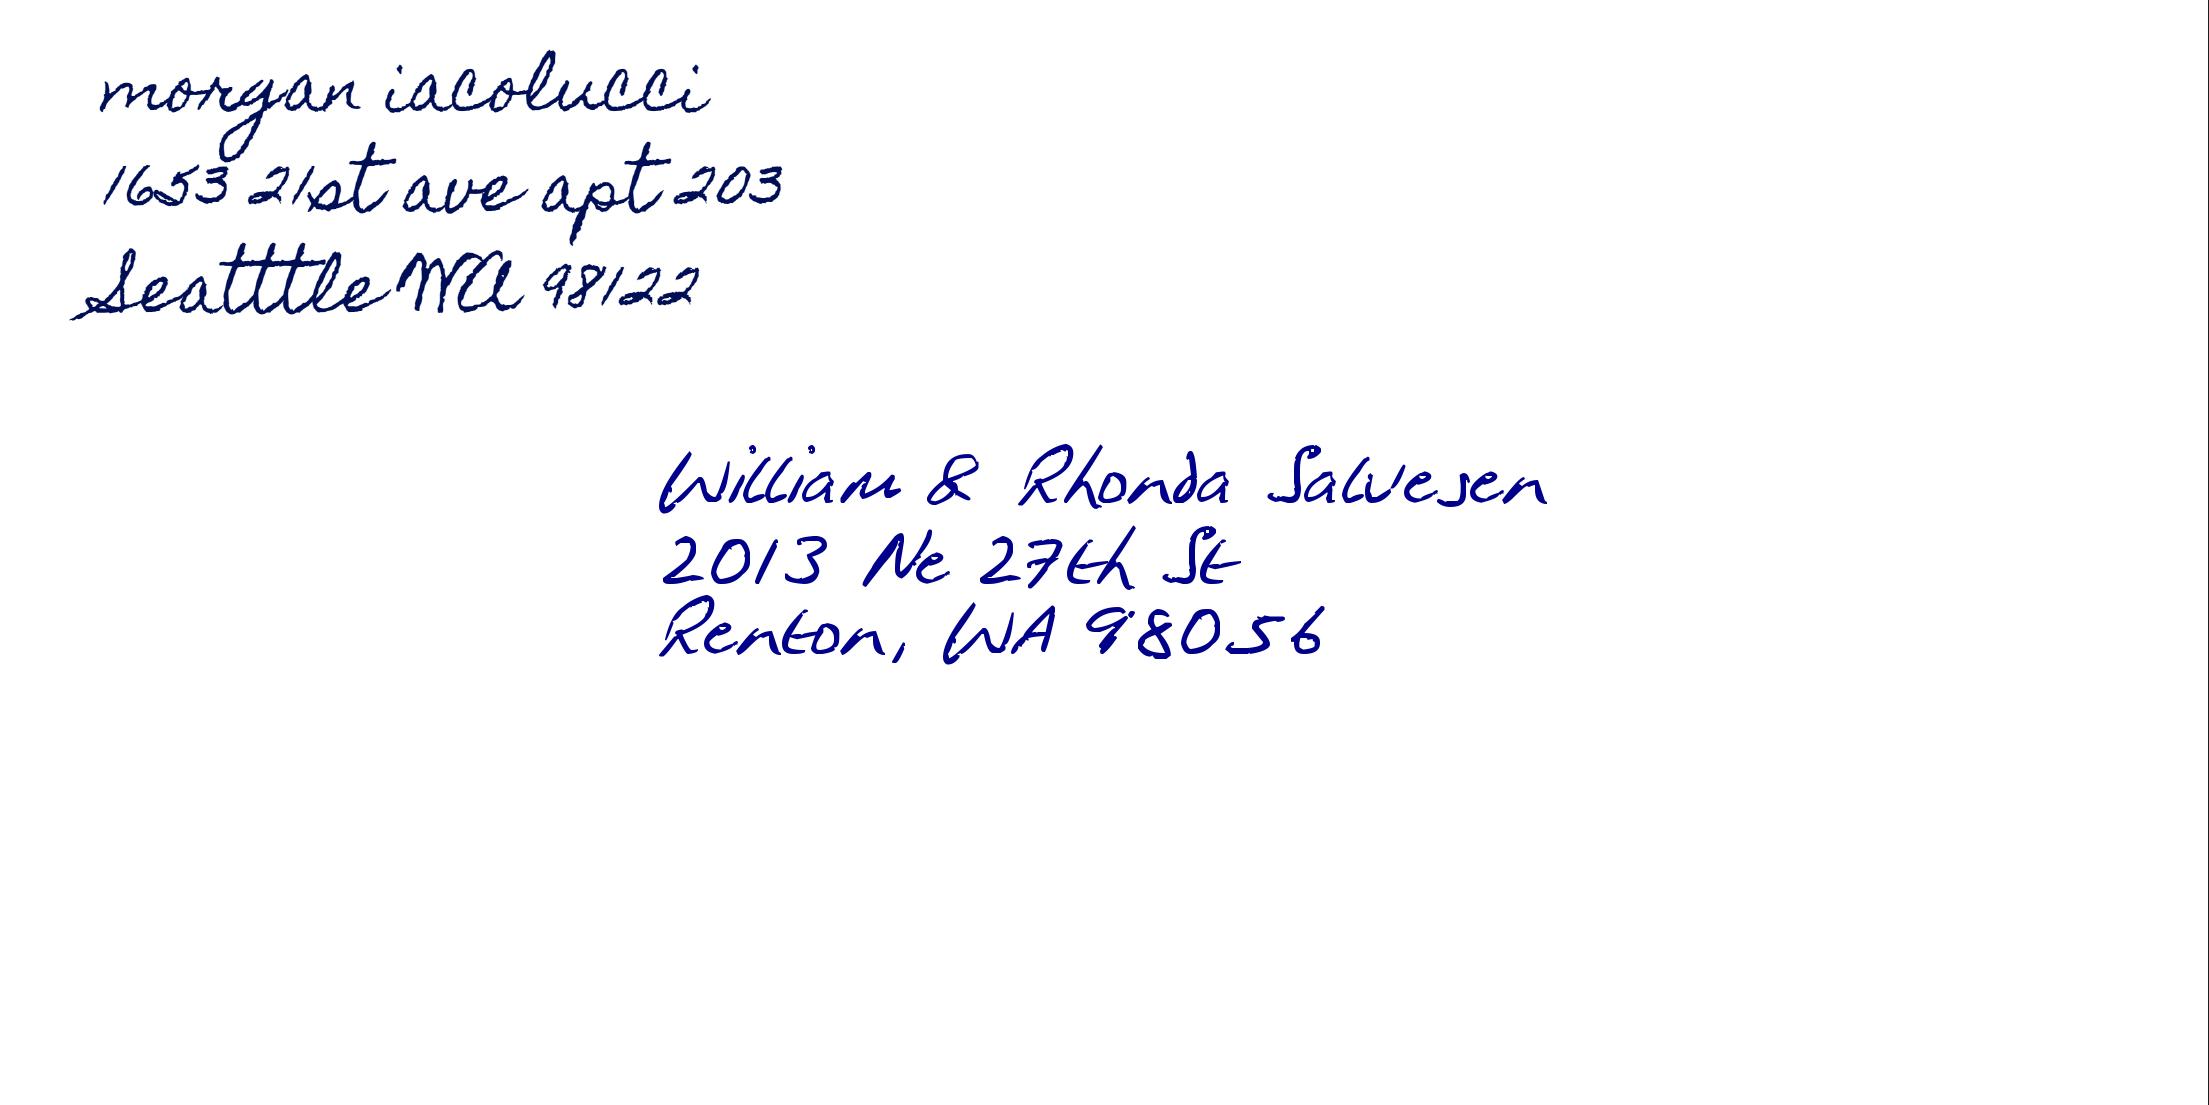 morgan iacolucci
1653 21st ave apt 203
Seatttle WA 98122
William & Rhonda Salvesen
2013 Ne 27th St
Renton, WA 98056